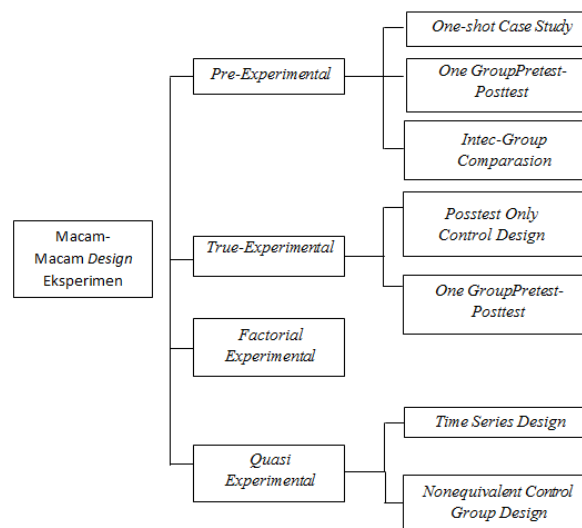 One-shot Case Study
Pre-Experimental
One GroupPretest-
Posttest
Intec-Group
Comparasion
Macam-
Macam Design
Eksperimen
True-Experimental
Posstest Only
Control Design
One GroupPretest-
Posttest
Factorial
Experimental
Quasi
Experimental
Time Series Design
Nonequivalent Control
Group Design